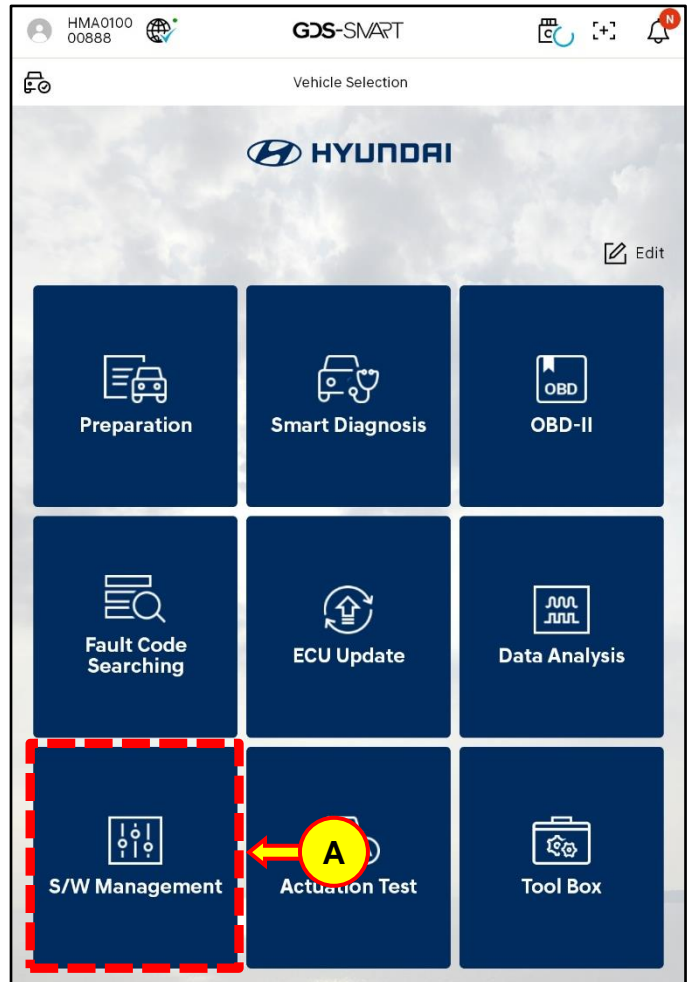 HMA0100
00888
GDS-SMART
C
[+]
N
Vehicle Selection
HYUNDAI
Edit
Preparation
Smart Diagnosis
OBD
OBD-II
Fault Code
Searching
ECU Update
Data Analysis
A
S/W Management
Actuation Test
Tool Box